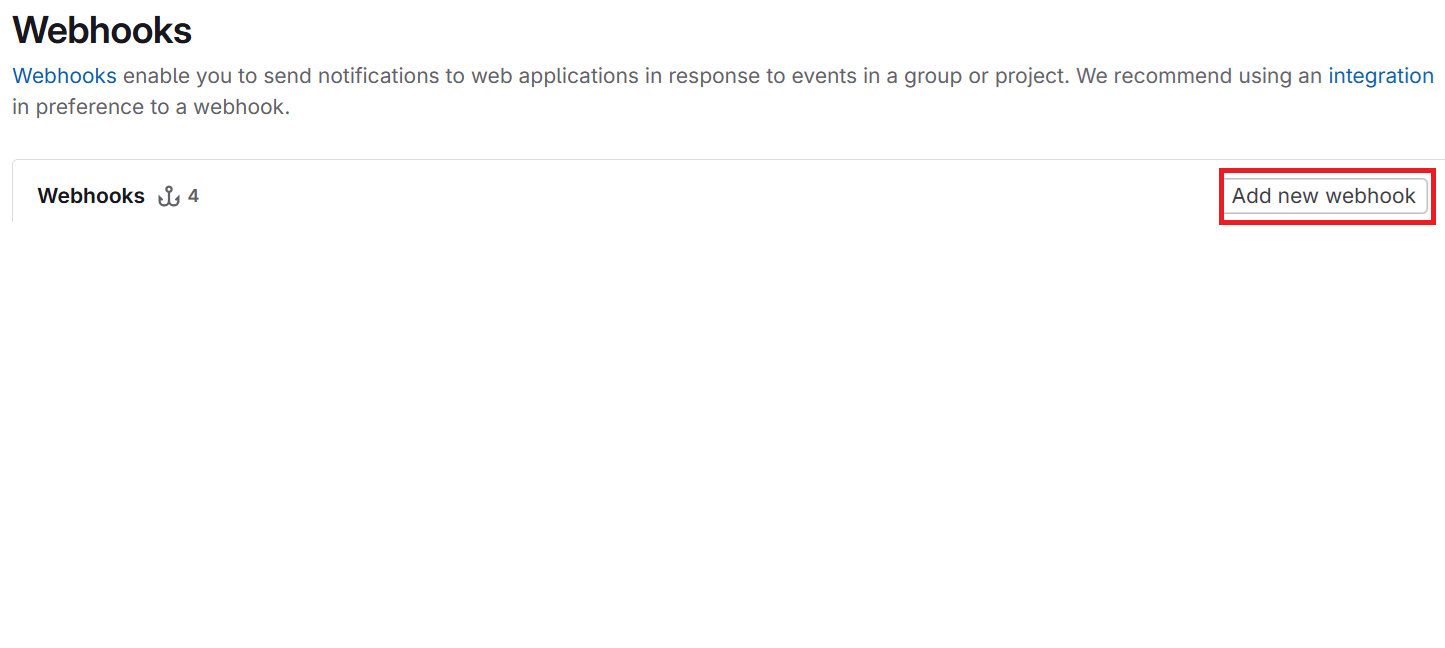 Webhooks
Webhooks enable you to send notifications to web applications in response to events in a group or project. We recommend using an integration
in preference to a webhook.
Webhooks 4
Add new webhook